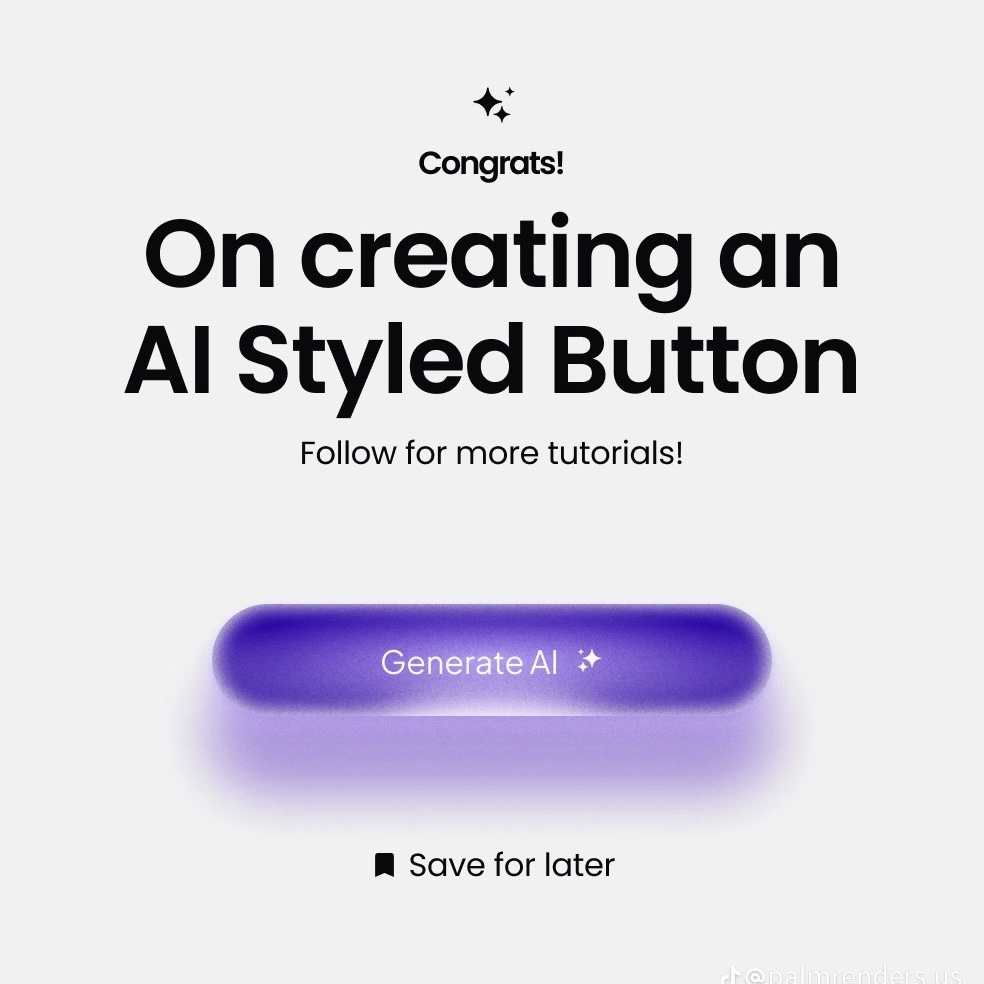 Congrats!
On creating an
AI Styled Button
Follow for more tutorials!
Generate AI
Save for later
@palmrenders.us